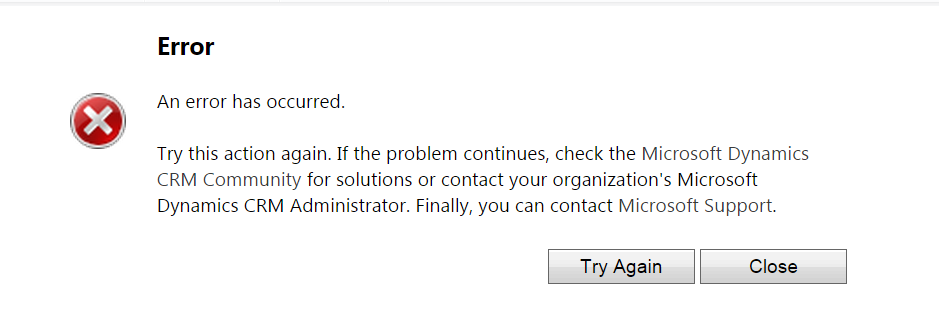 Error
An error has occurred.
Try this action again. If the problem continues, check the Microsoft Dynamics
CRM Community for solutions or contact your organization's Microsoft
Dynamics CRM Administrator. Finally, you can contact Microsoft Support.
Try Again
Close